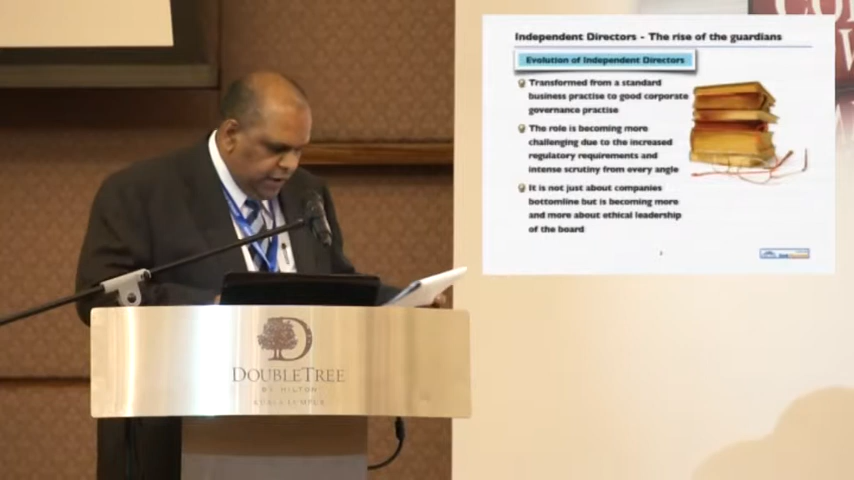 Independent Directors - The rise of the guardians
Evolution of Independent Directors
Transformed from a standard
business practise to good corporate
governance practise
The role is becoming more
challenging due to the increased
regulatory requirements and
intense scrutiny from every angle
It is not just about companies
bottomline but is becoming more
and more about ethical leadership
of the board
D
DOUBLETREE
BY HILTON
KUALA LUMPUR